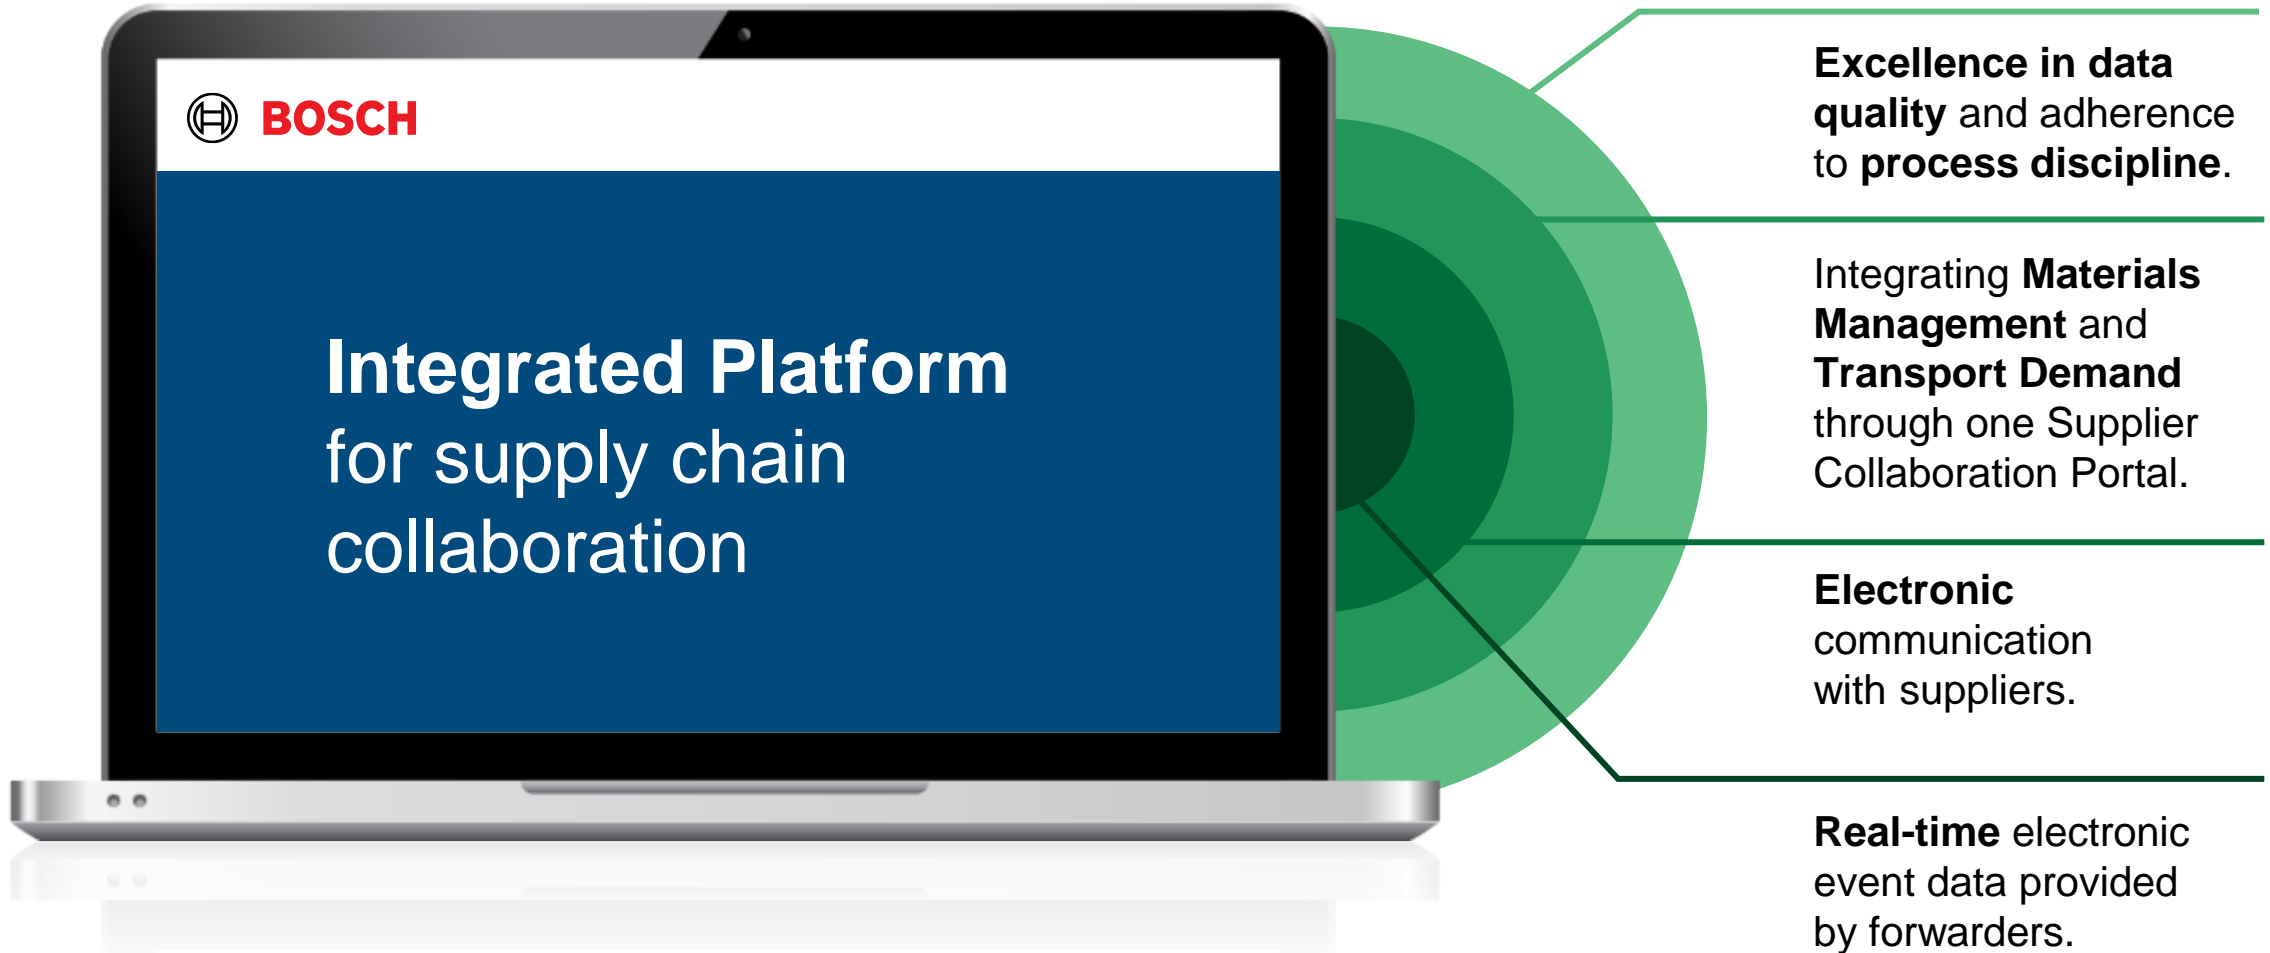 BOSCH
Integrated Platform
for supply chain
collaboration
Excellence in data
quality and adherence
to process discipline.
Integrating Materials
Management and
Transport Demand
through one Supplier
Collaboration Portal.
Electronic
communication
with suppliers.
Real-time electronic
event data provided
by forwarders.